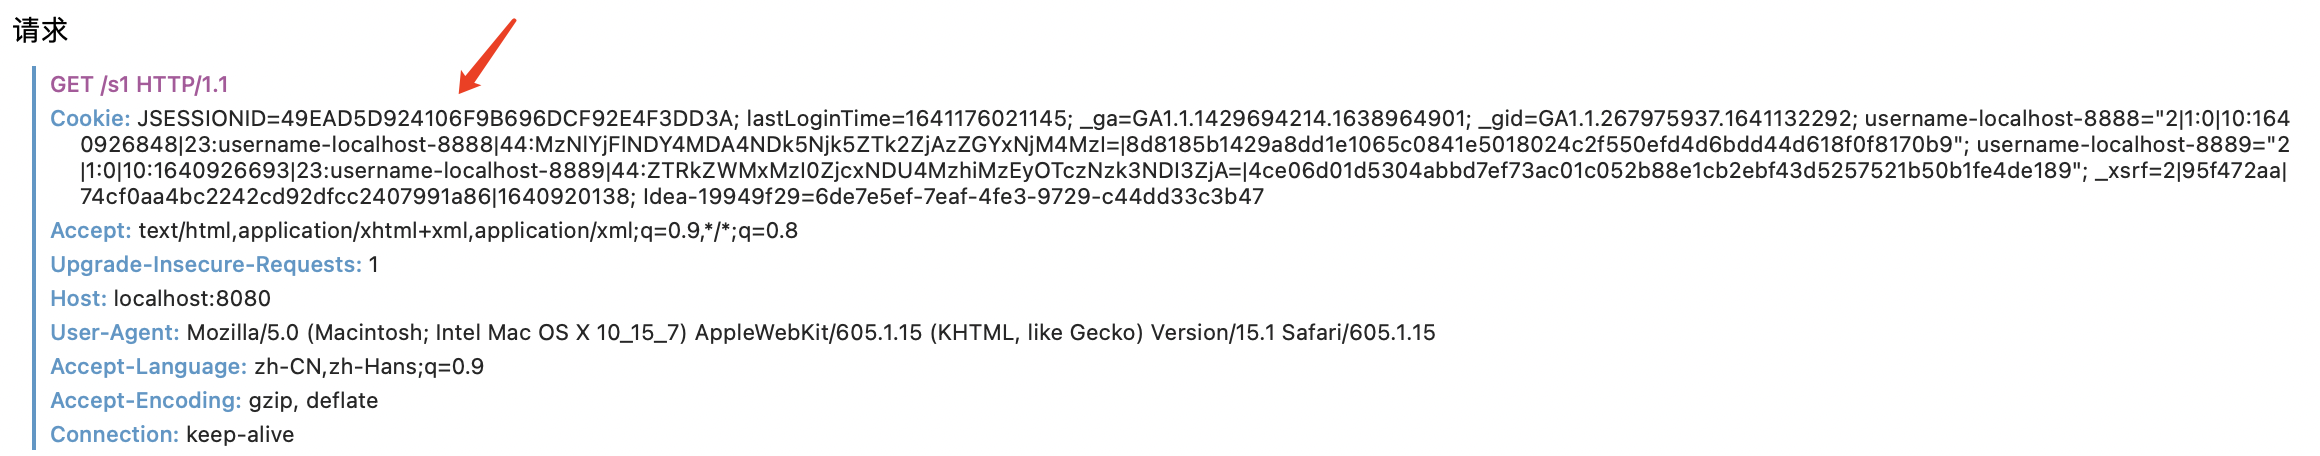 请求
GET /s1 HTTP/1.1
Cookie: JSESSIONID=49EAD5D924106F9B696DCF92E4F3DD3A; lastLoginTime=1641176021145; _ga=GA1.1.1429694214.1638964901; _gid=GA1.1.267975937.1641132292; username-localhost-8888="2|1:0|10:164
0926848|23:username-localhost-8888|44:MzNlYjFlNDY4MDA4NDk5Njk5ZTk2ZjAzZGYxNjM4MzI=|8d8185b1429a8dd1e1065c0841e5018024c2f550efd4d6bdd44d618f0f8170b9"; username-localhost-8889="2
|1:0|10:1640926693|23:username-localhost-8889|44:ZTRkZWMxMzI0ZjcxNDU4MzhiMzEyOTczNzk3NDI3ZjA=|4ce06d01d5304abbd7ef73ac01c052b88e1cb2ebf43d5257521b50b1fe4de189"; _xsrf=2|95f472aa|
74cf0aa4bc2242cd92dfcc2407991a86|1640920138; Idea-19949f29=6de7e5ef-7eaf-4fe3-9729-c44dd33c3b47
Accept: text/html,application/xhtml+xml,application/xml;q=0.9,*/*;q=0.8
Upgrade-Insecure-Requests: 1
Host: localhost:8080
User-Agent: Mozilla/5.0 (Macintosh; Intel Mac OS X 10_15_7) AppleWebKit/605.1.15 (KHTML, like Gecko) Version/15.1 Safari/605.1.15
Accept-Language: zh-CN,zh-Hans;q=0.9
Accept-Encoding: gzip, deflate
Connection: keep-alive